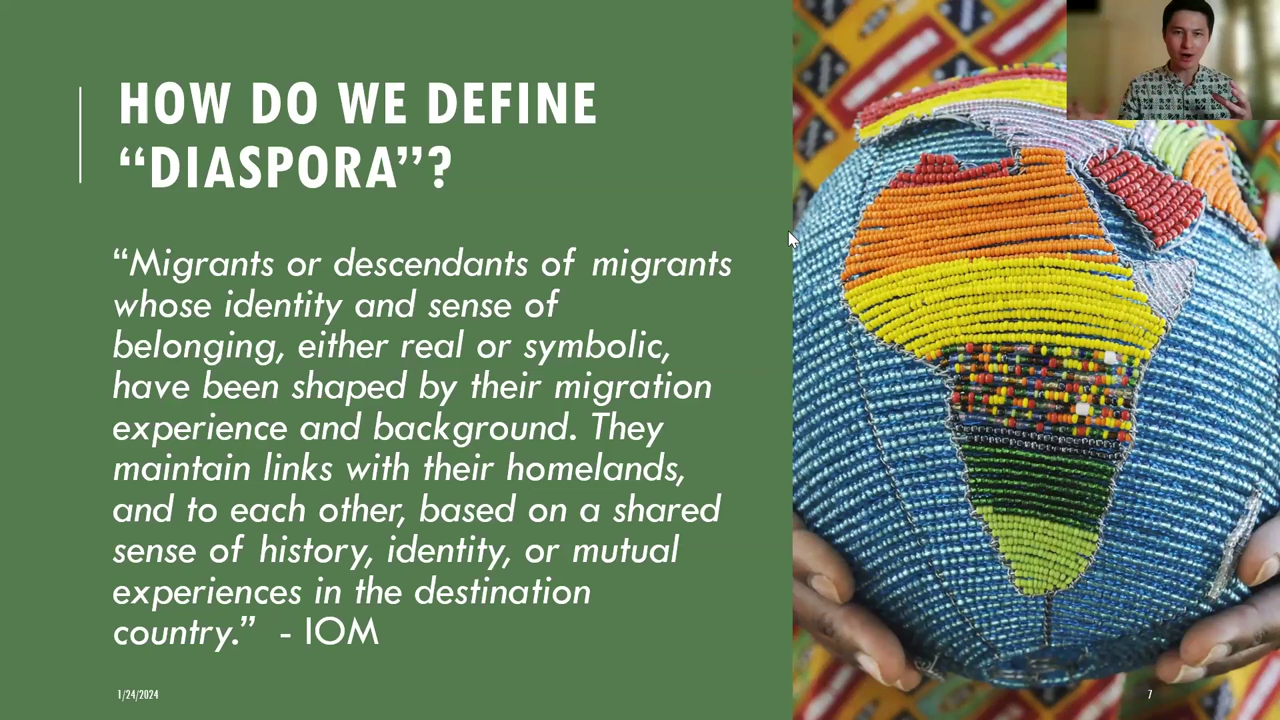 HOW DO WE DEFINE
“DIASPORA”?
“Migrants or descendants of migrants
whose identity and sense of
belonging, either real or symbolic,
have been shaped by their migration
experience and background. They
maintain links with their homelands,
and to each other, based on a shared
sense of history, identity, or mutual
experiences in the destination
country.”  - IOM
1/24/2024
7